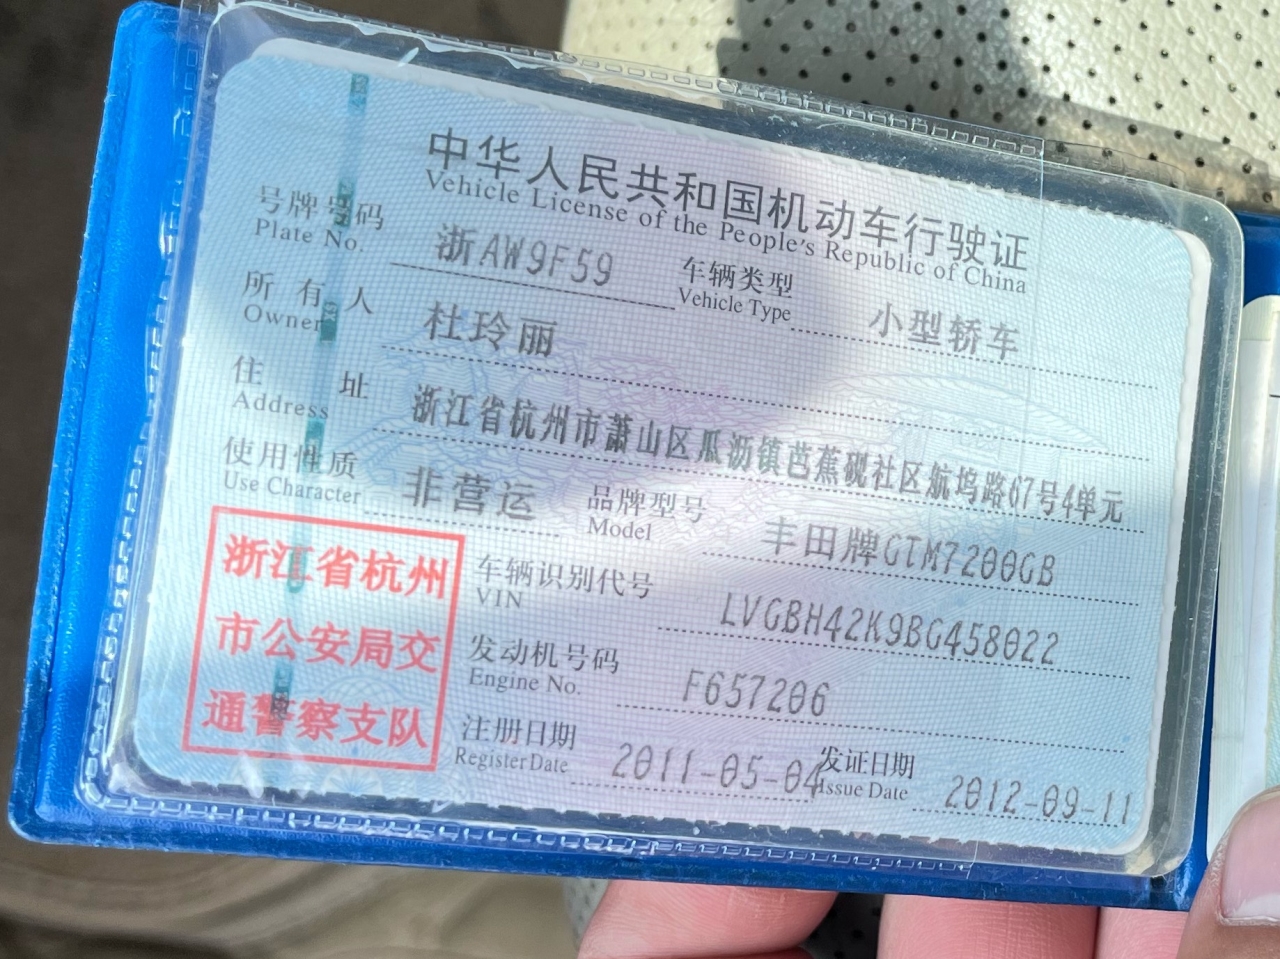 中华人民共和国机动车行驶证
Vehicle License of the People's Republic of China
号牌号码 浙AW9F59 车辆类型 小型轿车
Plate No. Vehicle Type
所有人 杜玲丽
Owner
住址 浙江省杭州市萧山区瓜沥镇芭蕉砚社区航坞路67号4单元
Address
使用性质 非营运 品牌型号 丰田牌GTM7200GB
Use Character Model
浙江省杭州
市公安局交
通警察支队
车辆识别代号 LVGBH42K9BG458022
VIN
发动机号码 F657206
Engine No.
注册日期 2011-05-04 发证日期 2012-09-11
Register Date Issue Date